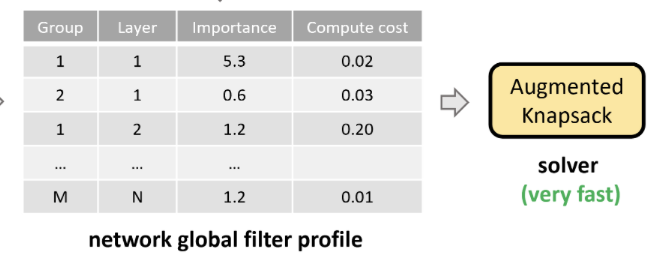 Group Layer Importance Compute cost
1 1 5.3 0.02
2 1 0.6 0.03
1 2 1.2 0.20
... ... ...
M N 1.2 0.01
network global filter profile
Augmented
Knapsack
solver
(very fast)